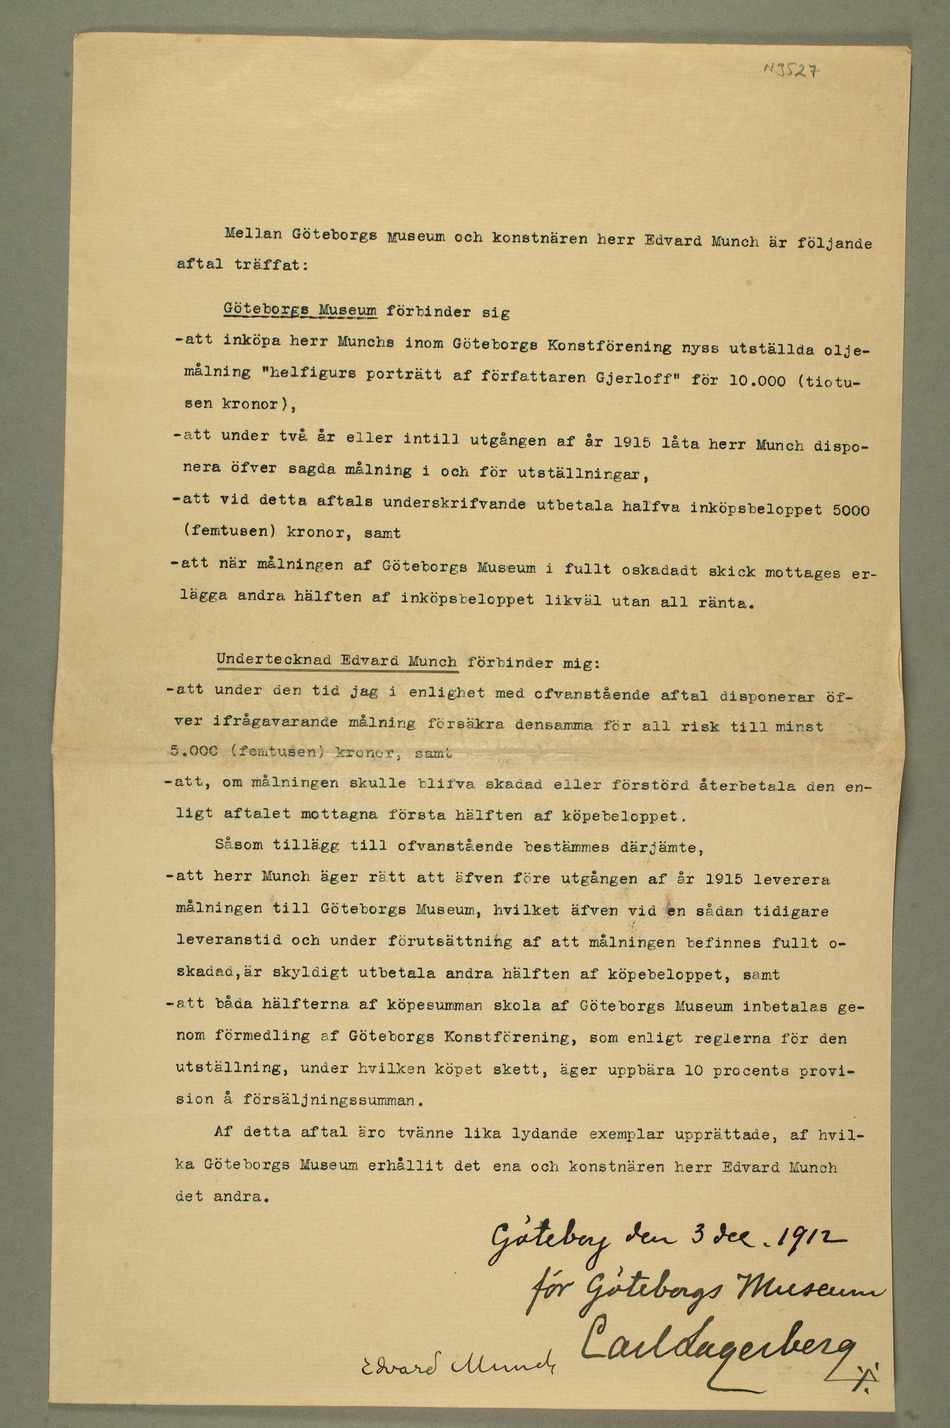 N3527
Mellan Göteborgs Museum och konstnären herr Edvard Munch är följande
aftal träffat:
Göteborgs Museum förbinder sig
-att inköpa herr Munchs inom Göteborgs Konstförening nyss utställda olje-
målning "helfigurs porträtt af författaren Gjerloff" för 10.000 (tiotu-
sen kronor),
-att under två år eller intill utgången af år 1915 låta herr Munch dispo-
nera öfver sagda målning i och för utställningar,
-att vid detta aftals underskrifvande utbetala halfva inköpsbeloppet 5000
(femtusen) kronor, samt
-att när målningen af Göteborgs Museum i fullt oskadadt skick mottages er-
lägga andra hälften af inköpsbeloppet likväl utan all ränta.
Undertecknad Edvard Munch förbinder mig:
-att under den tid jag i enlighet med ofvanstående aftal disponerar öf-
ver ifrågavarande målning försäkra densamma för all risk till minst
5.000 (femtusen) kronor, samt
-att, om målningen skulle blifva skadad eller förstörd återbetala den en-
ligt aftalet mottagna första hälften af köpebeloppet.
Såsom tillägg till ofvanstående bestämmes därjämte,
-att herr Munch äger rätt att äfven före utgången af år 1915 leverera
målningen till Göteborgs Museum, hvilket äfven vid en sådan tidigare
leveranstid och under förutsättning af att målningen befinnes fullt o-
skadad,är skyldigt utbetala andra hälften af köpebeloppet, samt
-att båda hälfterna af köpesumman skola af Göteborgs Museum inbetalas ge-
nom förmedling af Göteborgs Konstförening, som enligt reglerna för den
utställning, under hvilken köpet skett, äger uppbära 10 procents provi-
sion å försäljningssumman.
Af detta aftal äro tvänne lika lydande exemplar upprättade, af hvil-
ka Göteborgs Museum erhållit det ena och konstnären herr Edvard Munch
det andra.
Göteborg den 3 dec. 1912
för Göteborgs Museum
Carl Lagerberg
Edvard Munch